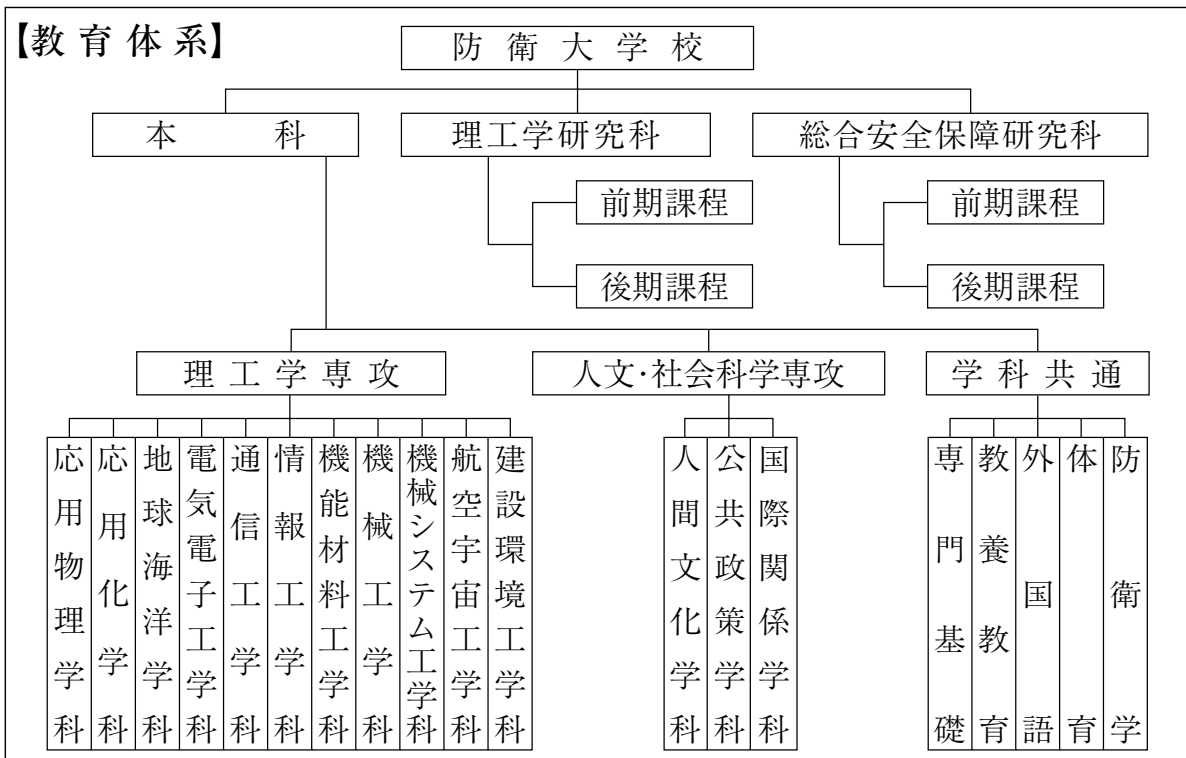 【教育体系】
防衛大学校
本科
理工学研究科
総合安全保障研究科
前期課程
後期課程
前期課程
後期課程
理工学専攻
人文・社会科学専攻
学科共通
応用物理学科
応用化学科
地球海洋学科
電気電子工学科
通信工学科
情報工学科
機能材料工学科
機械工学科
機械システム工学科
航空宇宙工学科
建設環境工学科
人間文化学科
公共政策学科
国際関係学科
専門基礎
教養教育
外国語
体育
防衛学